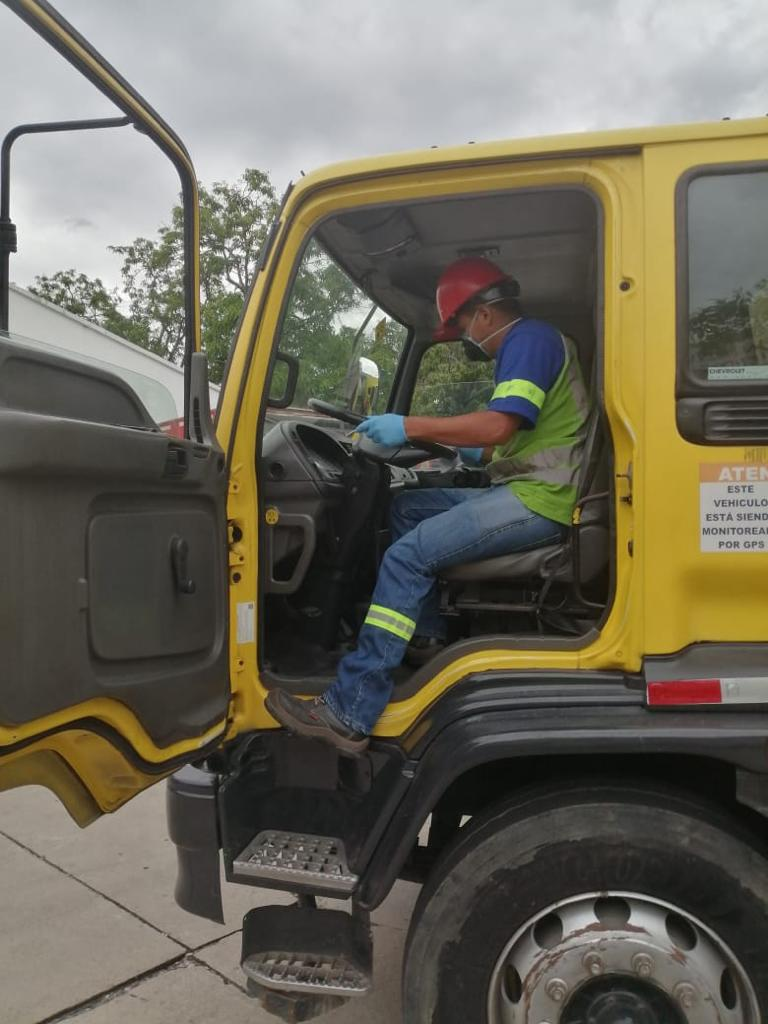 CHEVROLET
ATEN
ESTE
VEHICULO
ESTÁ SIEND
MONITOREA
POR GPS